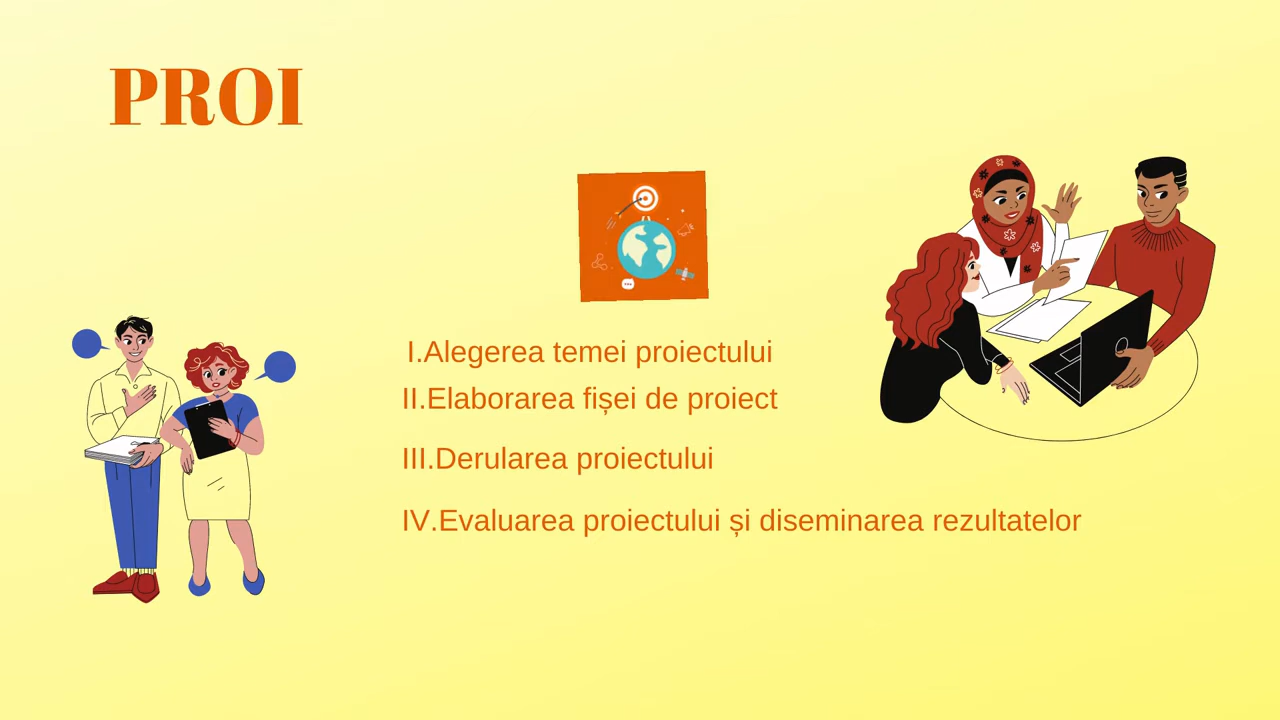 PROI
I.Alegerea temei proiectului
II.Elaborarea fișei de proiect
III.Derularea proiectului
IV.Evaluarea proiectului și diseminarea rezultatelor